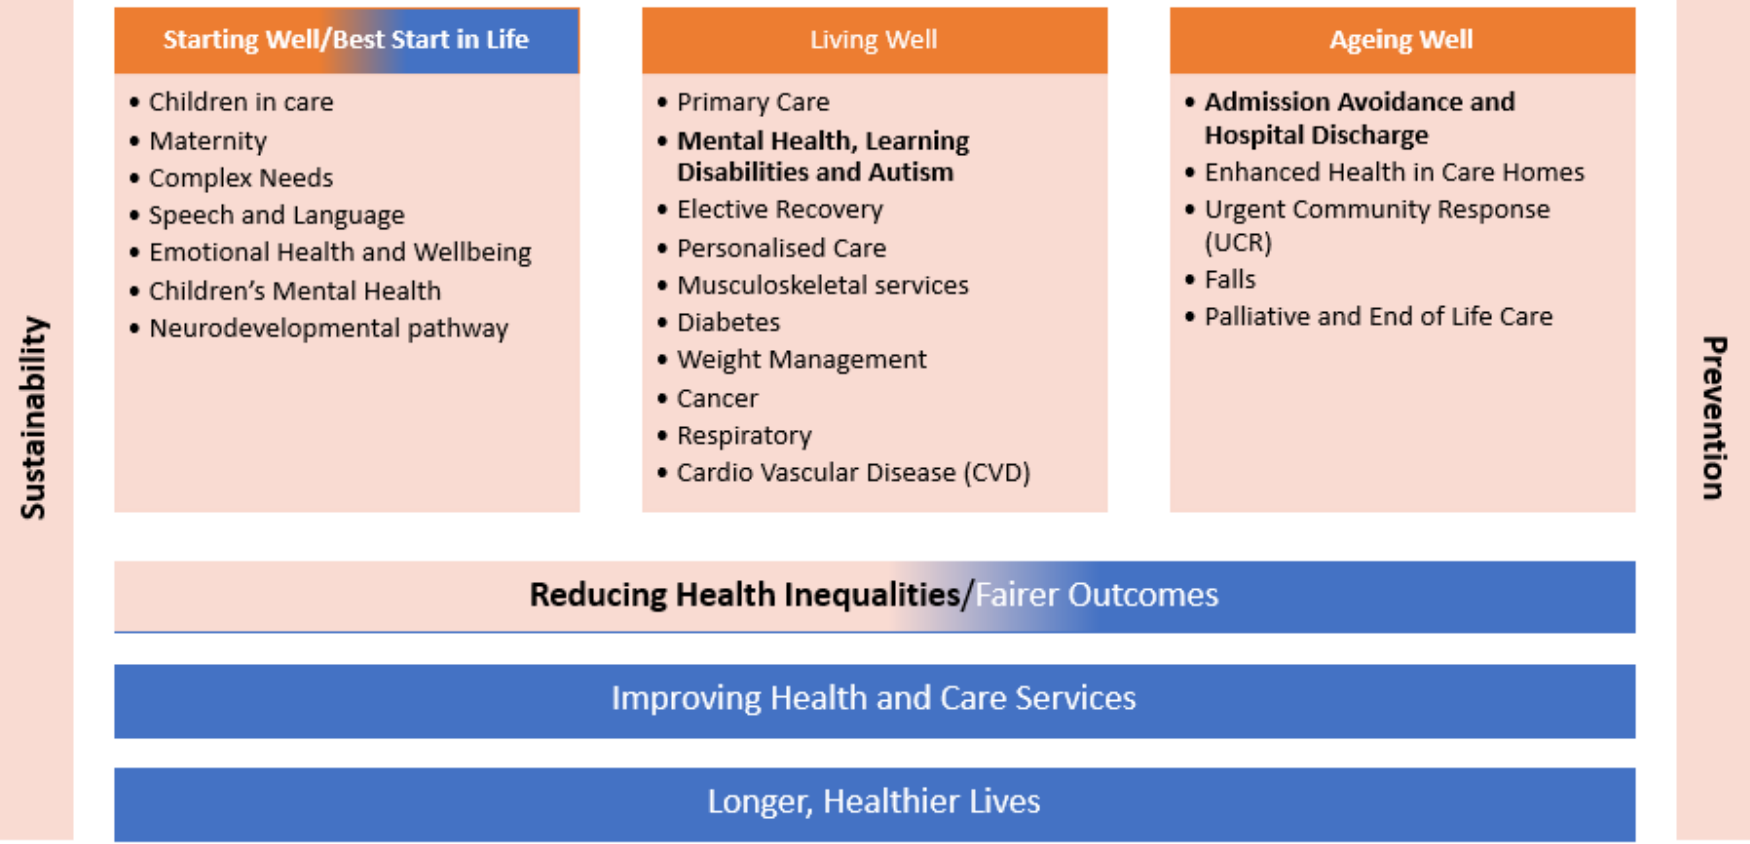 Sustainability
Starting Well/Best Start in Life
• Children in care
• Maternity
• Complex Needs
• Speech and Language
• Emotional Health and Wellbeing
• Children’s Mental Health
• Neurodevelopmental pathway
Living Well
• Primary Care
• Mental Health, Learning
Disabilities and Autism
• Elective Recovery
• Personalised Care
• Musculoskeletal services
• Diabetes
• Weight Management
• Cancer
• Respiratory
• Cardio Vascular Disease (CVD)
Ageing Well
• Admission Avoidance and
Hospital Discharge
• Enhanced Health in Care Homes
• Urgent Community Response
(UCR)
• Falls
• Palliative and End of Life Care
Prevention
Reducing Health Inequalities/Fairer Outcomes
Improving Health and Care Services
Longer, Healthier Lives